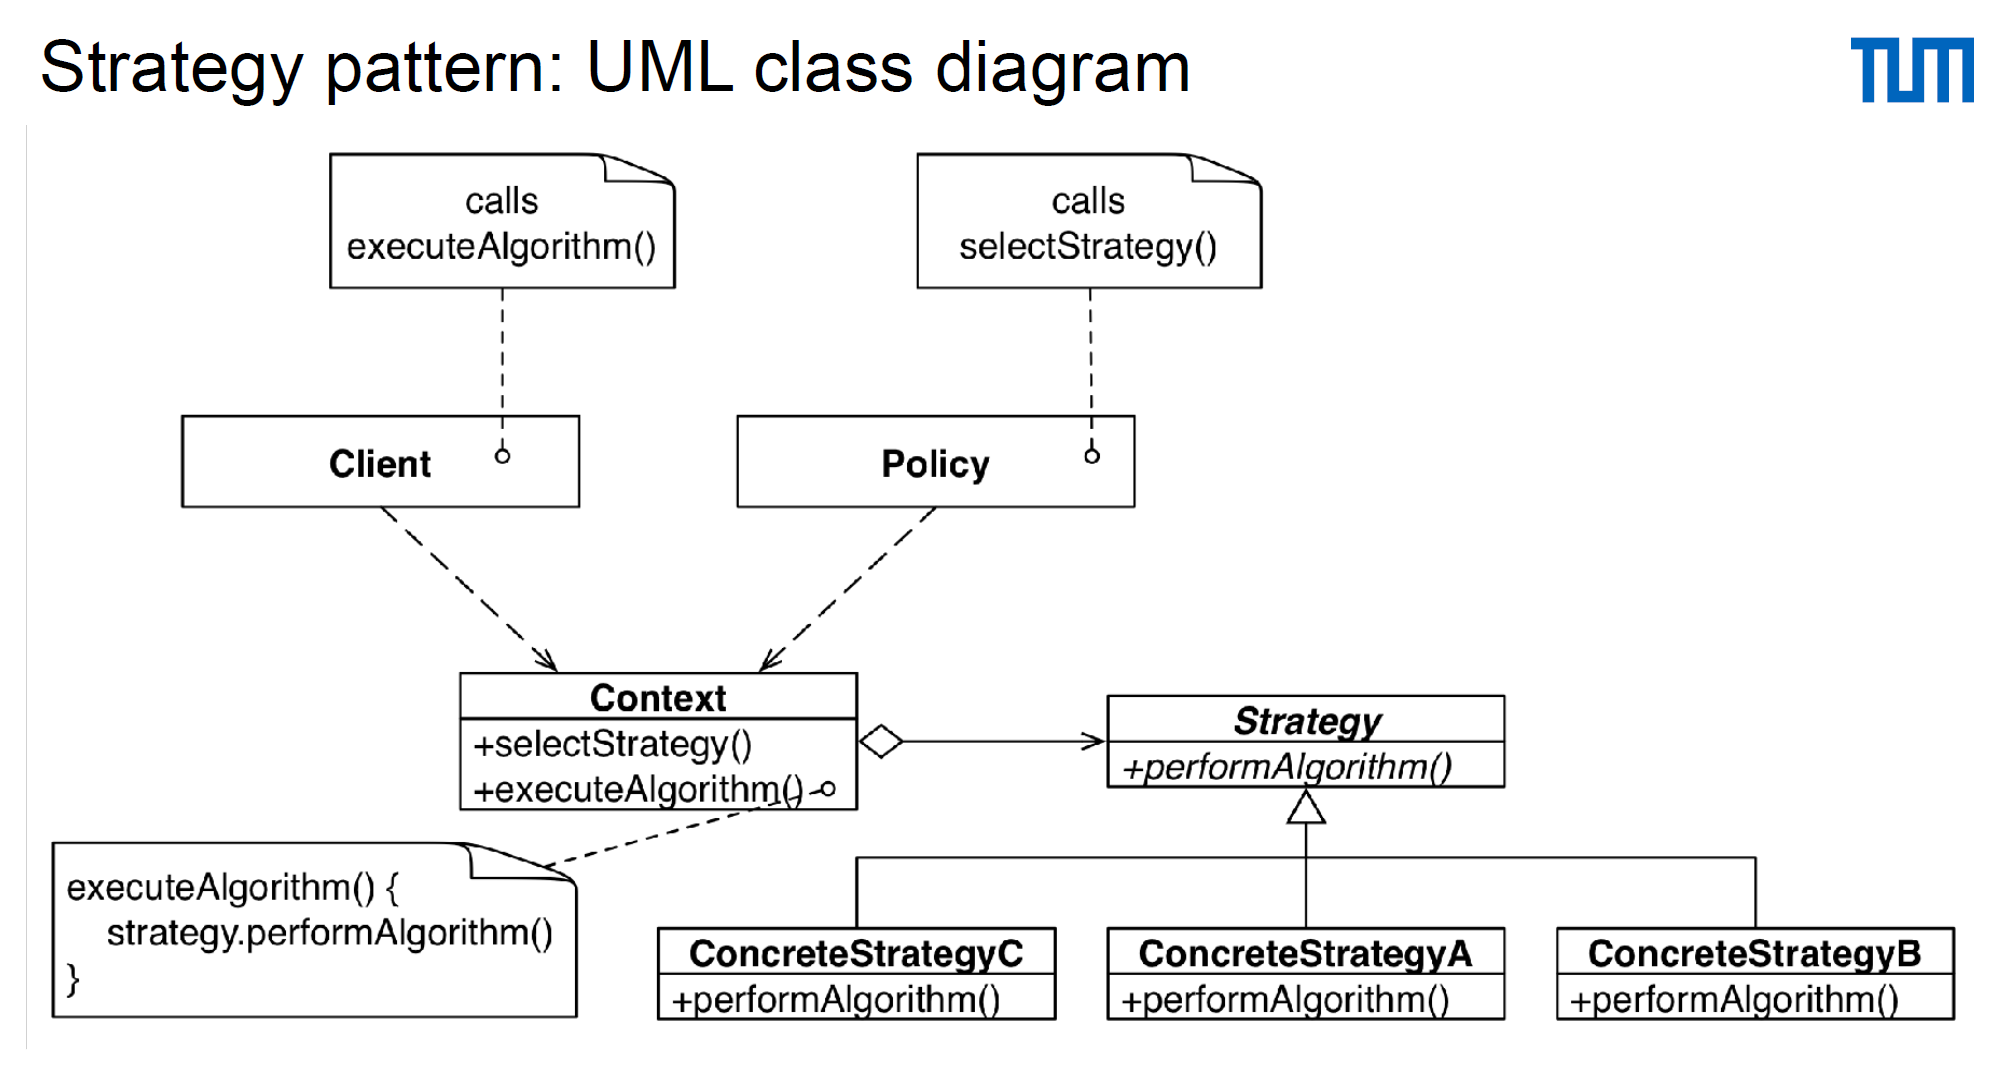 Strategy pattern: UML class diagram
TUM
calls
executeAlgorithm()
calls
selectStrategy()
Client
Policy
Context
+selectStrategy()
+executeAlgorithm()
Strategy
+performAlgorithm()
executeAlgorithm() {
strategy.performAlgorithm()
}
ConcreteStrategyC
+performAlgorithm()
ConcreteStrategyA
+performAlgorithm()
ConcreteStrategyB
+performAlgorithm()